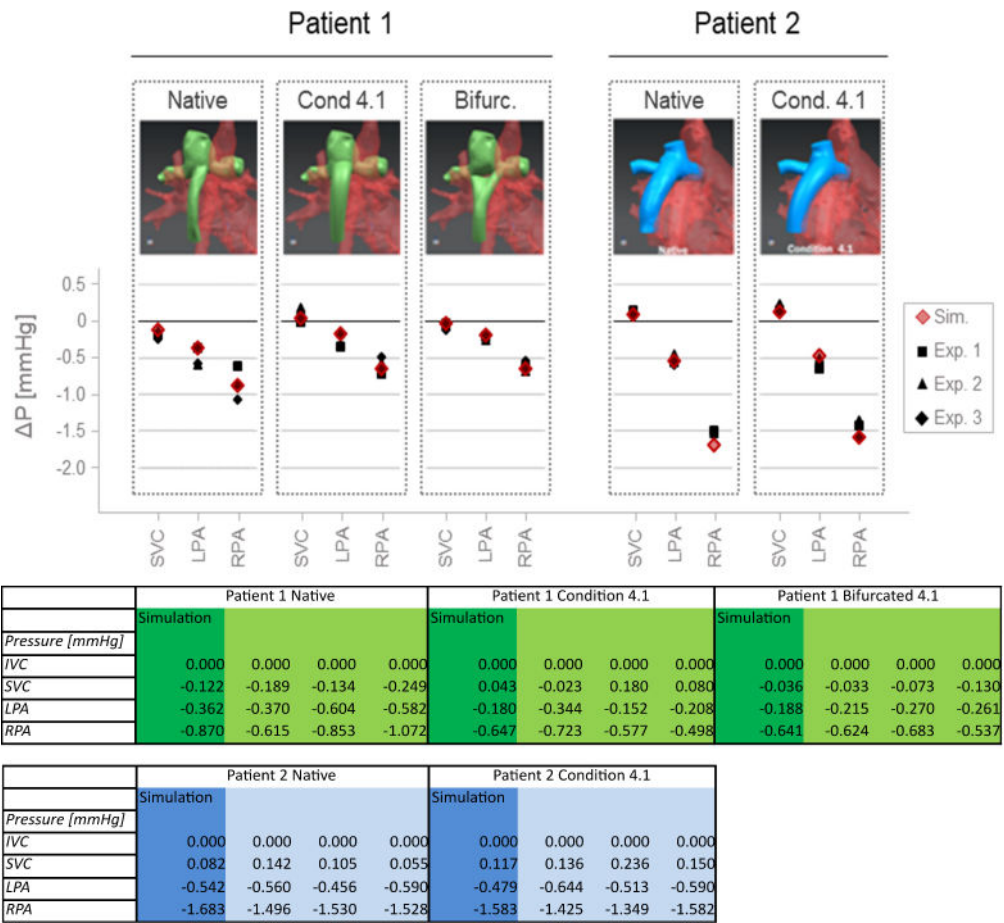 Patient 1 Patient 2
Native Cond 4.1 Bifurc. Native Cond. 4.1
Native Condition 4.1
ΔP [mmHg]
0.5
0
-0.5
-1.0
-1.5
-2.0
Sim.
Exp. 1
Exp. 2
Exp. 3
SVC LPA RPA SVC LPA RPA SVC LPA RPA SVC LPA RPA SVC LPA RPA
Patient 1 Native Patient 1 Condition 4.1 Patient 1 Bifurcated 4.1
Simulation Simulation Simulation
Pressure [mmHg]
IVC 0.000 0.000 0.000 0.000 0.000 0.000 0.000 0.000 0.000 0.000 0.000 0.000
SVC -0.122 -0.189 -0.134 -0.249 0.043 -0.023 0.180 0.080 -0.036 -0.033 -0.073 -0.130
LPA -0.362 -0.370 -0.604 -0.582 -0.180 -0.344 -0.152 -0.208 -0.188 -0.215 -0.270 -0.261
RPA -0.870 -0.615 -0.853 -1.072 -0.647 -0.723 -0.577 -0.498 -0.641 -0.624 -0.683 -0.537
Patient 2 Native Patient 2 Condition 4.1
Simulation Simulation
Pressure [mmHg]
IVC 0.000 0.000 0.000 0.000 0.000 0.000 0.000 0.000
SVC 0.082 0.142 0.105 0.055 0.117 0.136 0.236 0.150
LPA -0.542 -0.560 -0.456 -0.590 -0.479 -0.644 -0.513 -0.590
RPA -1.683 -1.496 -1.530 -1.528 -1.583 -1.425 -1.349 -1.582